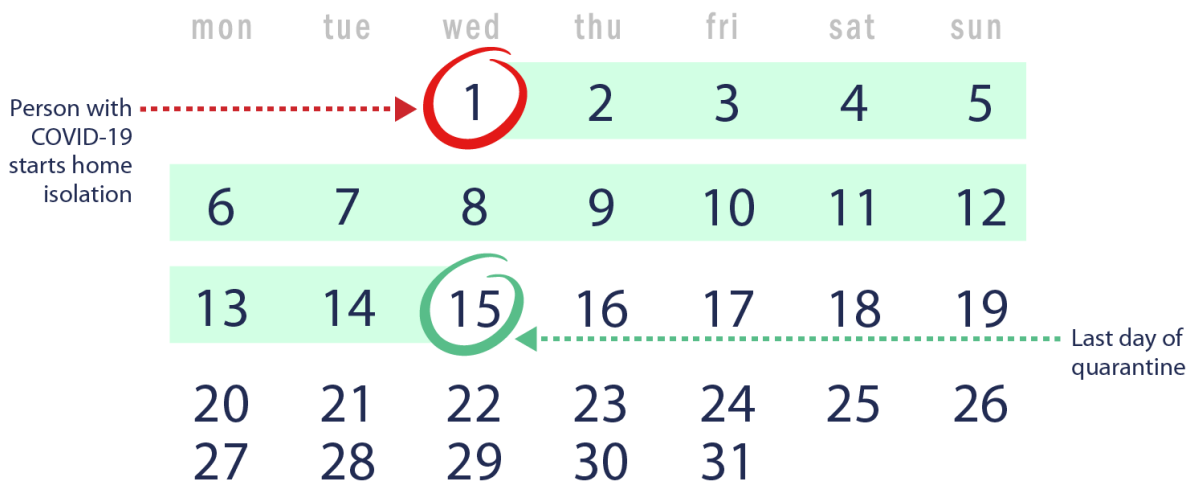 mon tue wed thu fri sat sun
1 2 3 4 5
Person with
COVID-19
starts home
isolation
6 7 8 9 10 11 12
13 14 15 16 17 18 19
Last day of
quarantine
20 21 22 23 24 25 26
27 28 29 30 31